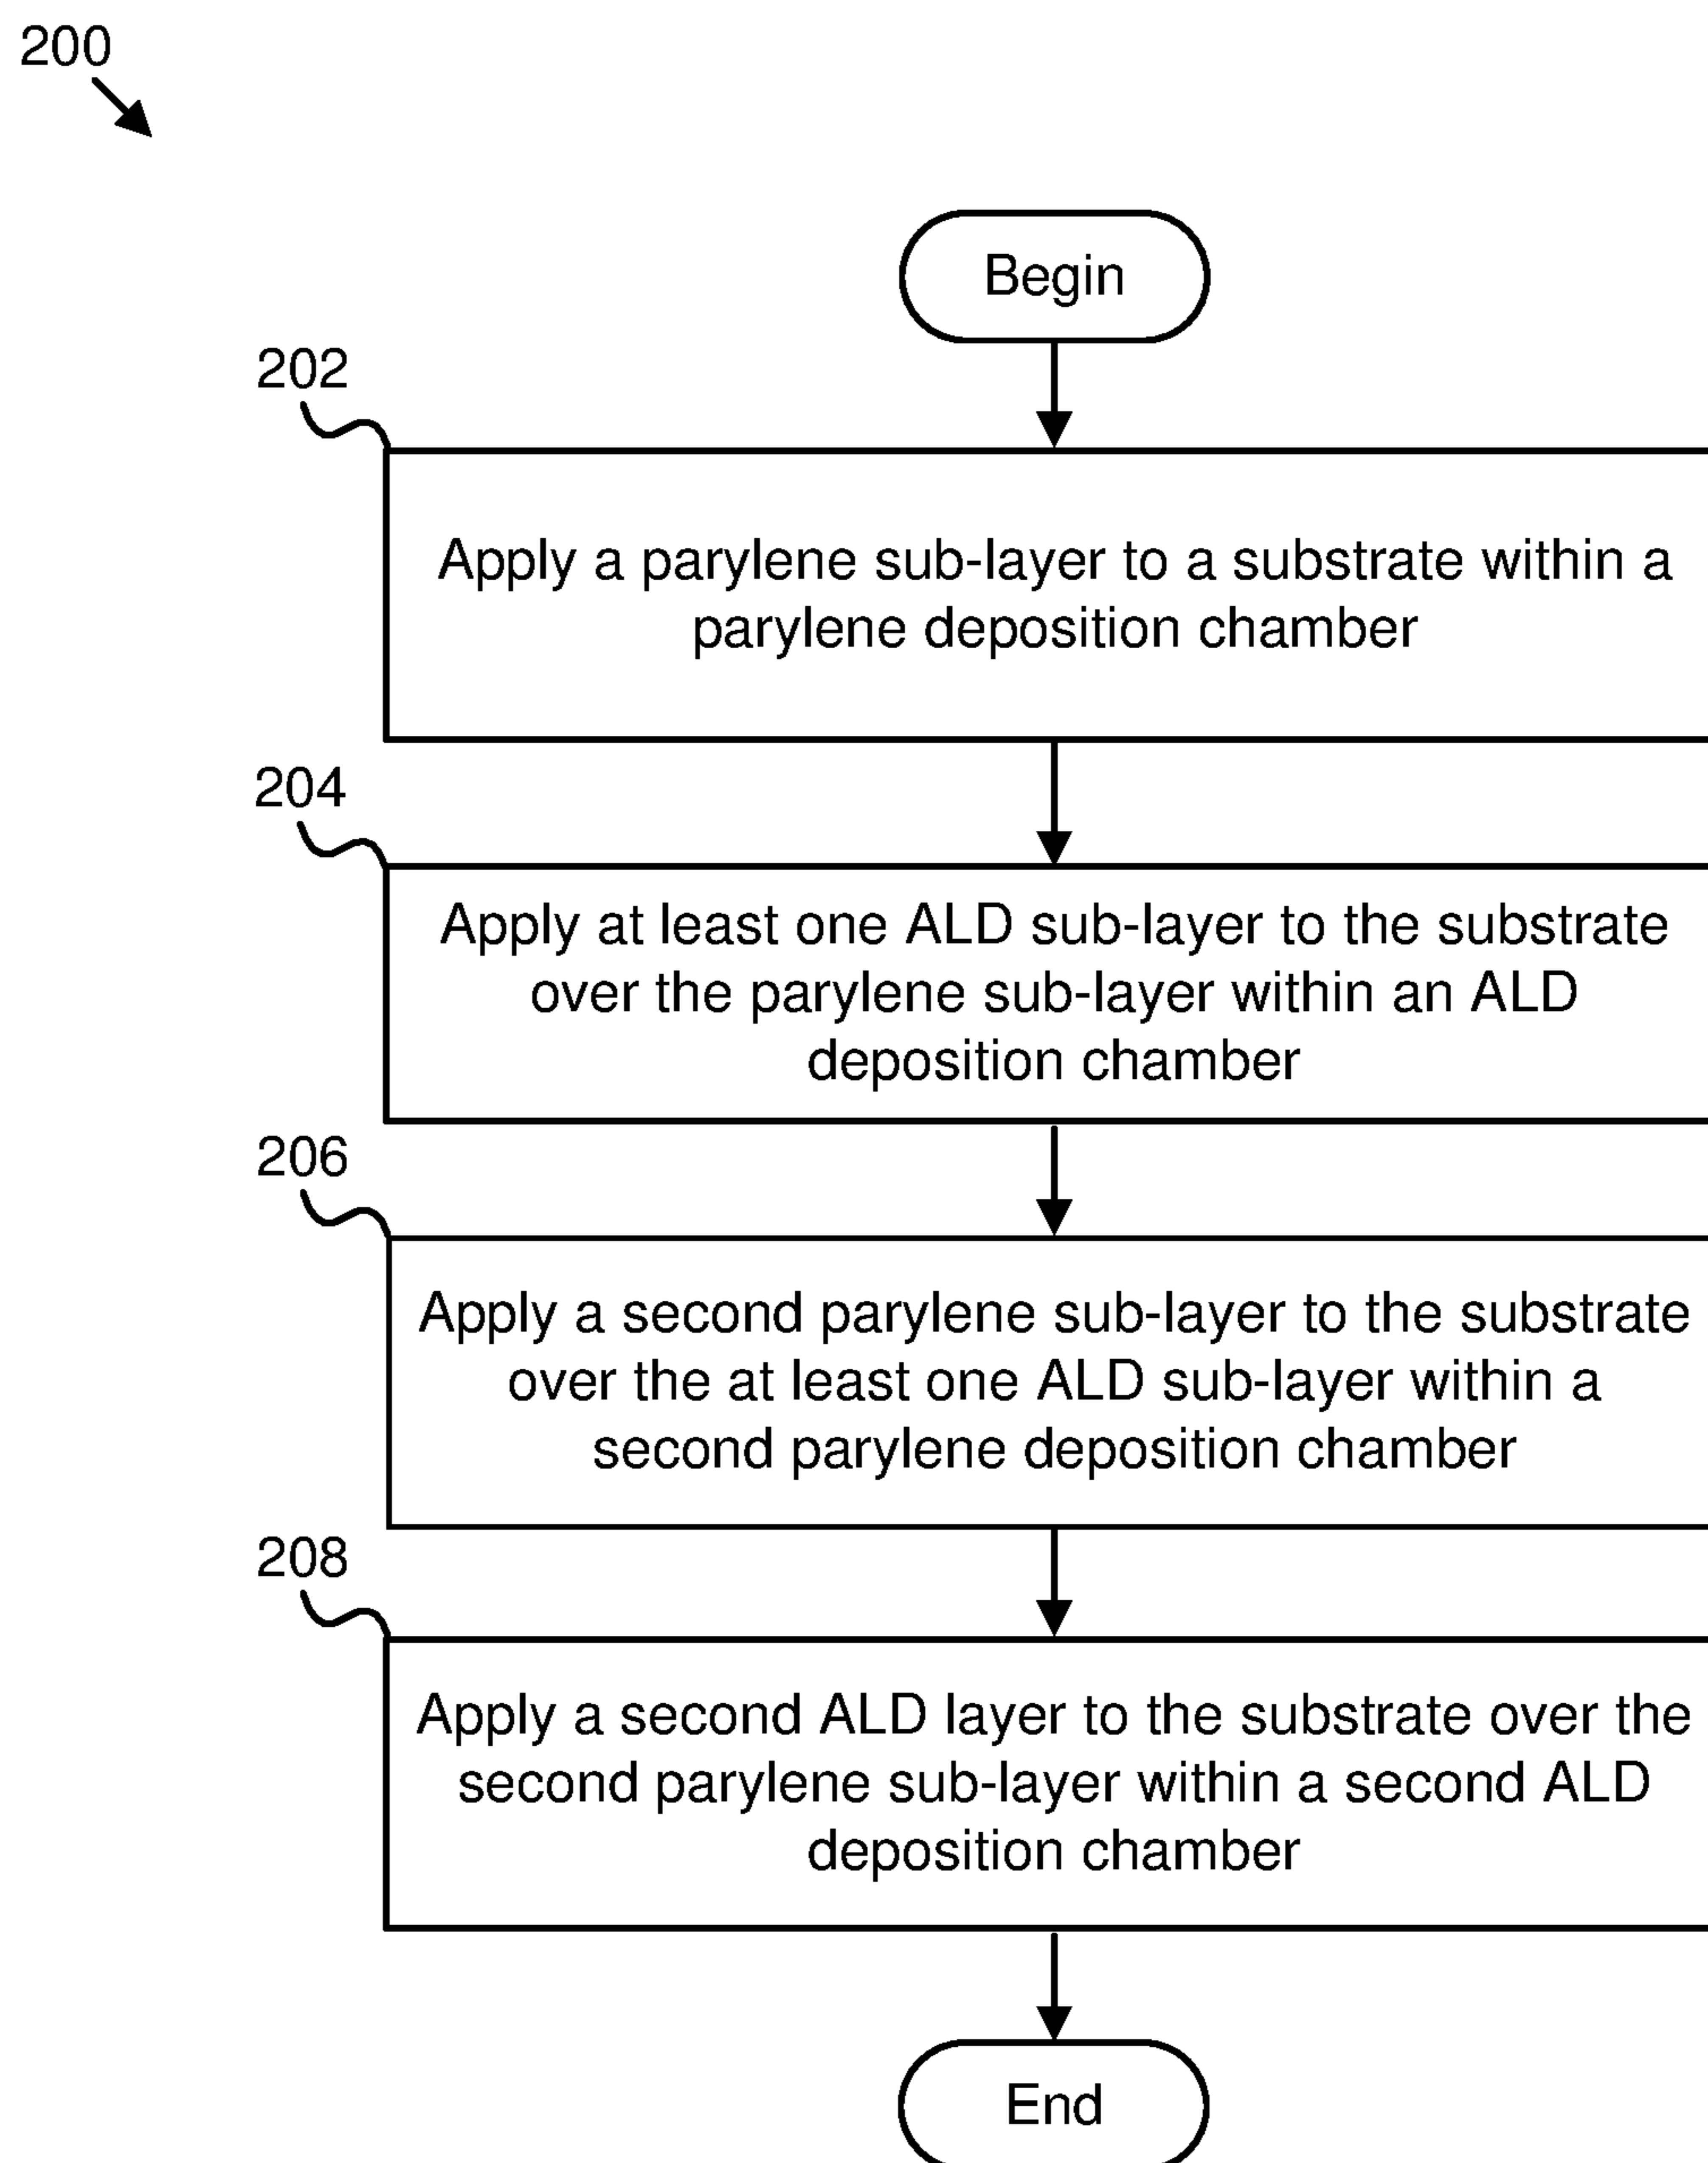 200
Begin
202
Apply a parylene sub-layer to a substrate within a
parylene deposition chamber
204
Apply at least one ALD sub-layer to the substrate
over the parylene sub-layer within an ALD
deposition chamber
206
Apply a second parylene sub-layer to the substrate
over the at least one ALD sub-layer within a
second parylene deposition chamber
208
Apply a second ALD layer to the substrate over the
second parylene sub-layer within a second ALD
deposition chamber
End